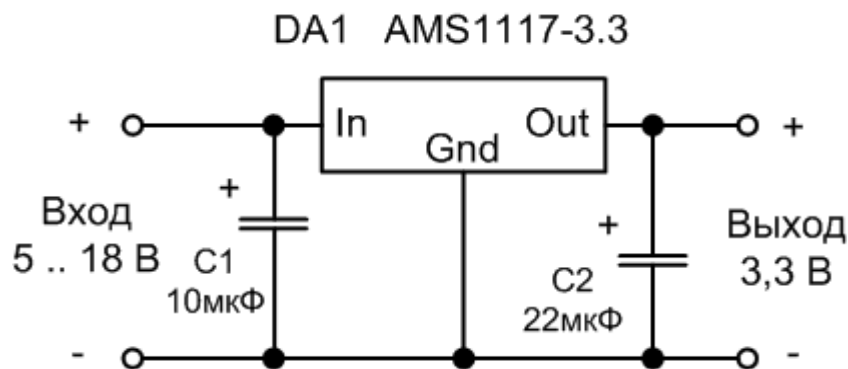 DA1 AMS1117-3.3
+
In
Out
+
Gnd
+
Вход
5 .. 18 В
C1
10мкФ
+
C2
22мкФ
Выход
3,3 В
-
-